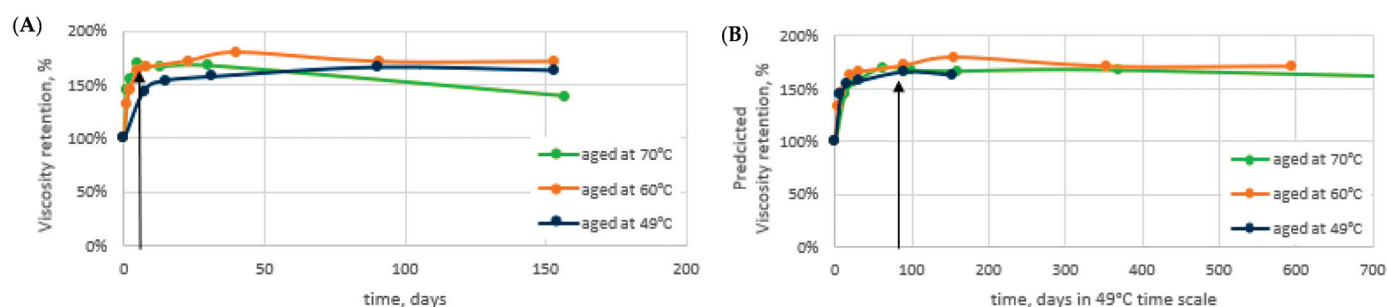 (A)
200%
150%
100%
50%
0%
Viscosity retention, %
aged at 70°C
aged at 60°C
aged at 49°C
0 50 100 150 200
time, days
(B)
200%
150%
100%
50%
0%
Predcicted
Viscosity retention, %
aged at 70°C
aged at 60°C
aged at 49°C
0 100 200 300 400 500 600 700
time, days in 49°C time scale